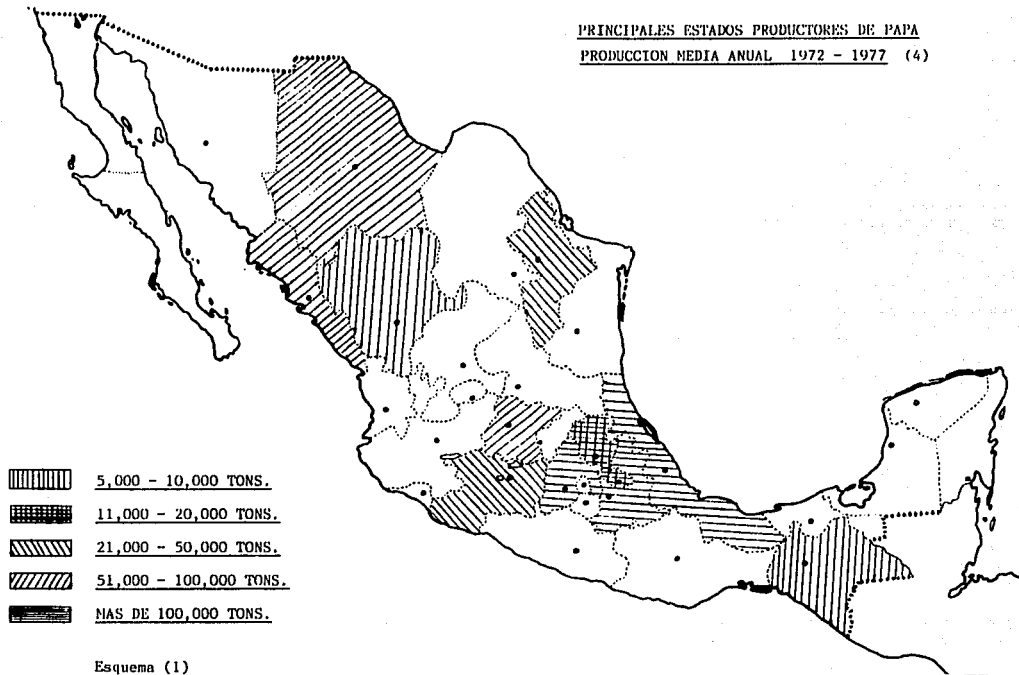 PRINCIPALES ESTADOS PRODUCTORES DE PAPA
PRODUCCION MEDIA ANUAL 1972 - 1977 (4)
5,000 - 10,000 TONS.
11,000 - 20,000 TONS.
21,000 - 50,000 TONS.
51,000 - 100,000 TONS.
MAS DE 100,000 TONS.
Esquema (1)